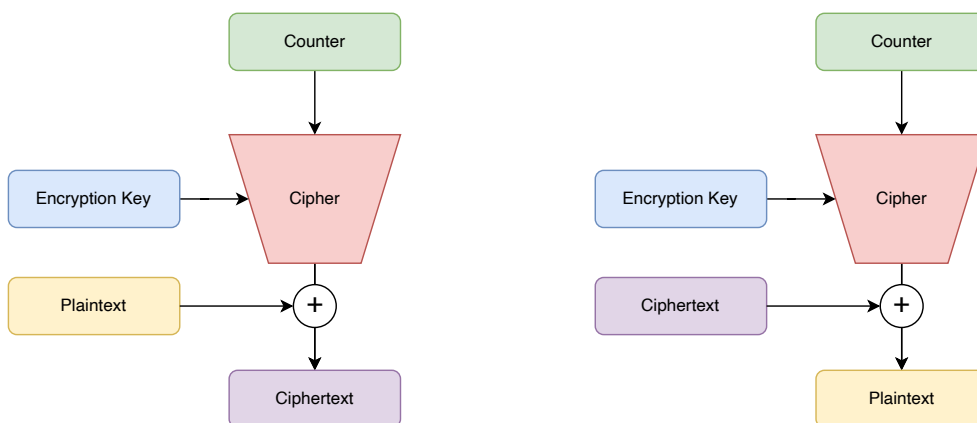 Counter
Encryption Key
Cipher
Plaintext
+
Ciphertext
Counter
Encryption Key
Cipher
Ciphertext
+
Plaintext